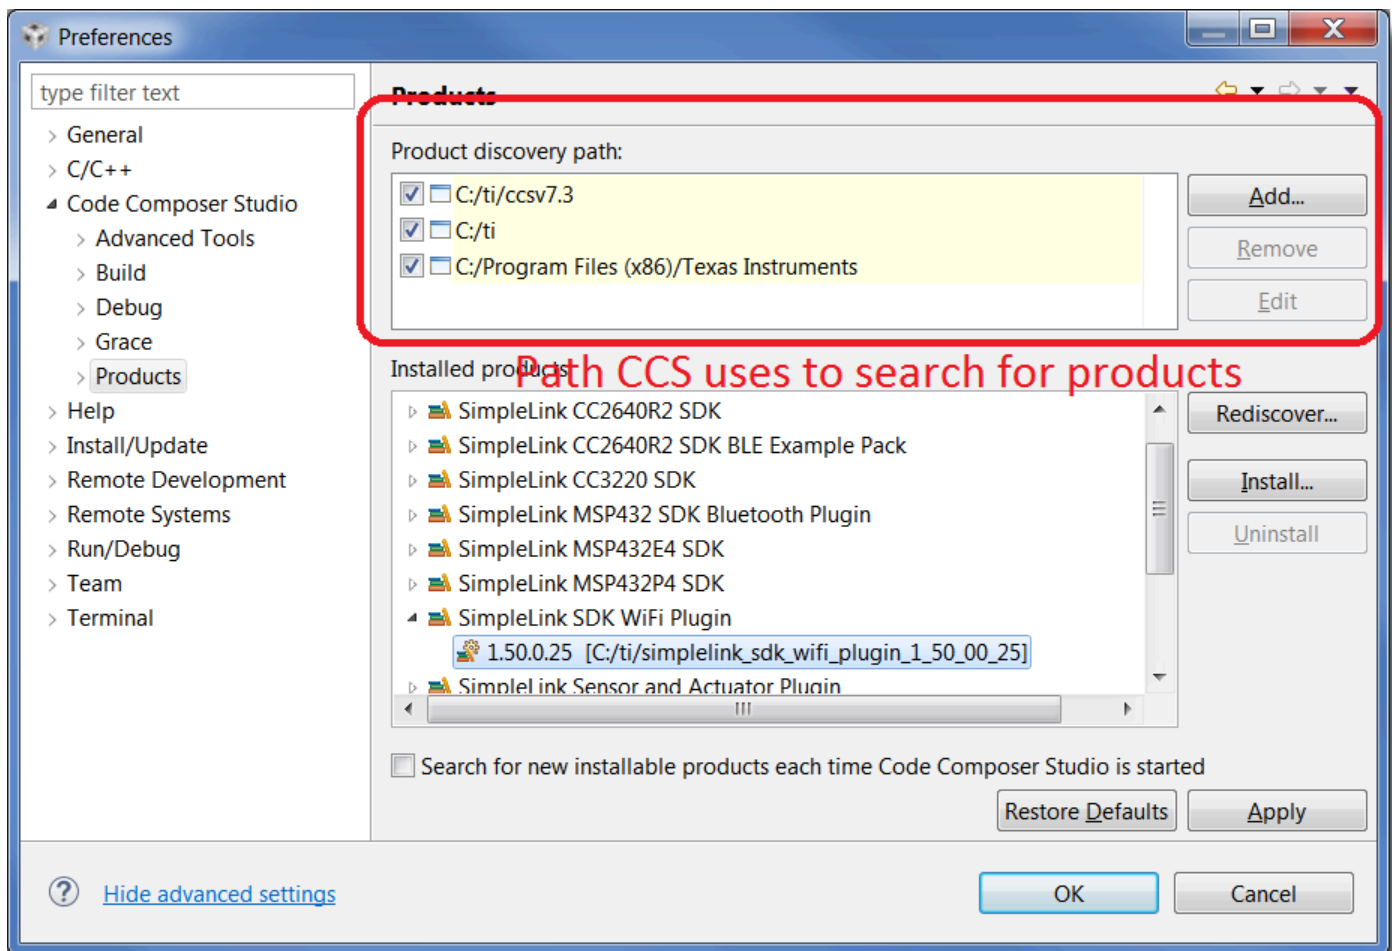 Preferences
type filter text
Products
General
C/C++
Code Composer Studio
Advanced Tools
Build
Debug
Grace
Products
Help
Install/Update
Remote Development
Remote Systems
Run/Debug
Team
Terminal
Product discovery path:
C:/ti/ccsv7.3
C:/ti
C:/Program Files (x86)/Texas Instruments
Add...
Remove
Edit
Path CCS uses to search for products
Installed products
SimpleLink CC2640R2 SDK
SimpleLink CC2640R2 SDK BLE Example Pack
SimpleLink CC3220 SDK
SimpleLink MSP432 SDK Bluetooth Plugin
SimpleLink MSP432E4 SDK
SimpleLink MSP432P4 SDK
SimpleLink SDK WiFi Plugin
1.50.0.25 [C:/ti/simplelink_sdk_wifi_plugin_1_50_00_25]
SimpleLink Sensor and Actuator Plugin
Rediscover...
Install...
Uninstall
Search for new installable products each time Code Composer Studio is started
Restore Defaults
Apply
Hide advanced settings
OK
Cancel